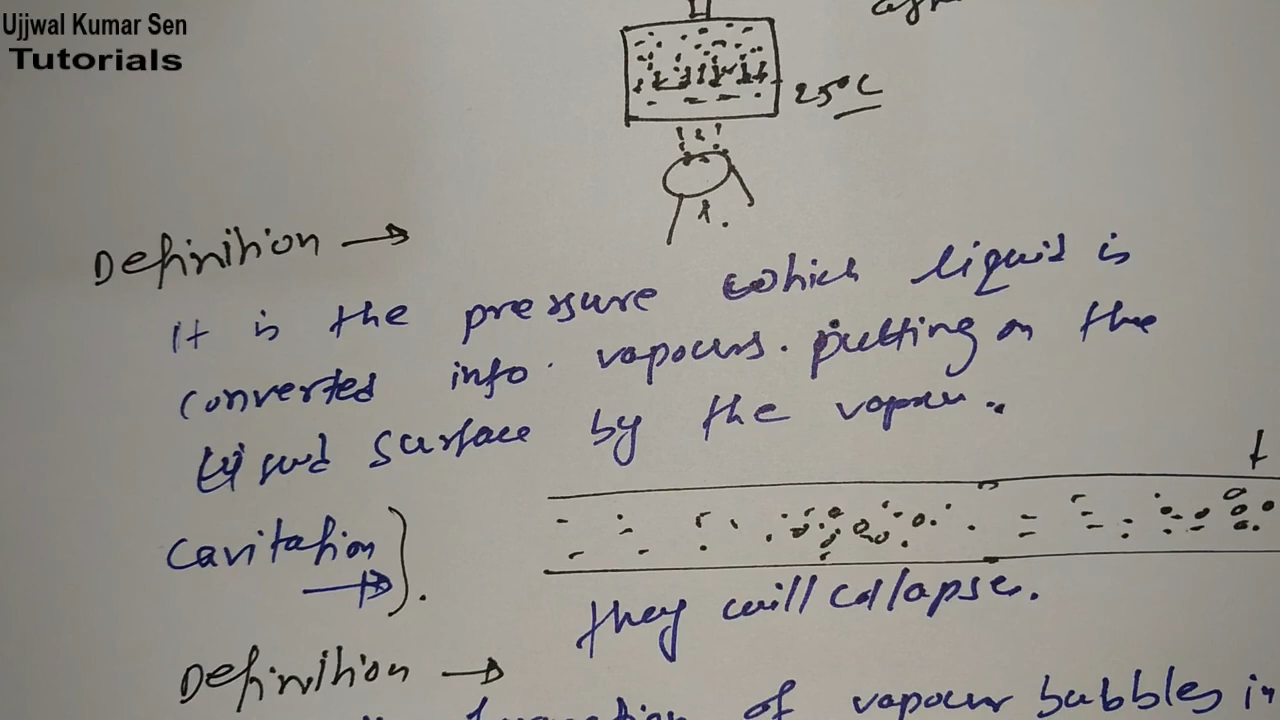 Ujjwal Kumar Sen
Tutorials
25°C
Definition →
It is the pressure which liquid is
converted into vapours. putting on the
liquid surface by the vapour.
Cavitation
→
they will collapse.
Definition →
of vapour bubbles in